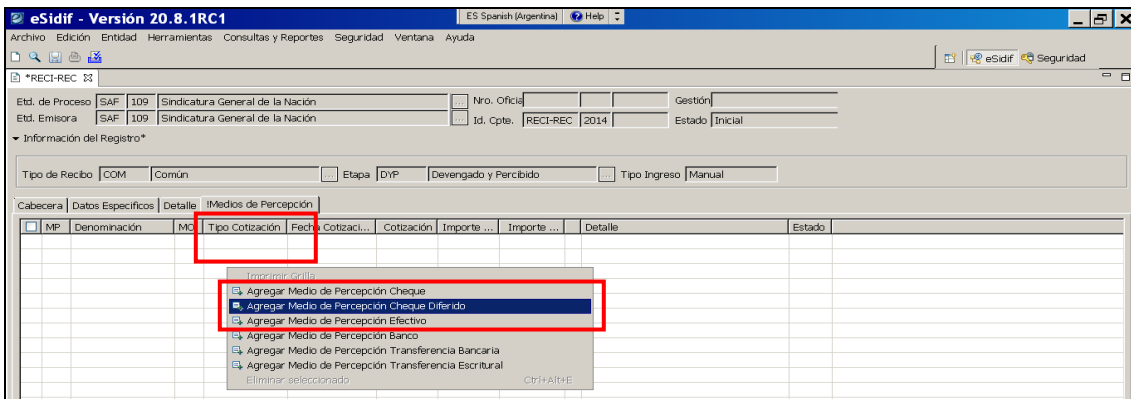 eSidif - Versión 20.8.1RC1 ES Spanish (Argentina) Help
Archivo Edición Entidad Herramientas Consultas y Reportes Seguridad Ventana Ayuda
eSidif Seguridad
*RECI-REC
Etd. de Proceso SAF 109 Sindicatura General de la Nación ... Nro. Oficia Gestión
Etd. Emisora SAF 109 Sindicatura General de la Nación ... Id. Cpte. RECI-REC 2014 Estado Inicial
Información del Registro*
Tipo de Recibo COM Común ... Etapa DYP Devengado y Percibido ... Tipo Ingreso Manual
Cabecera Datos Especificos Detalle !Medios de Percepción
MP Denominación MO Tipo Cotización Fecha Cotizaci... Cotización Importe ... Importe ... Detalle Estado
Imprimir Grilla
Agregar Medio de Percepción Cheque
Agregar Medio de Percepción Cheque Diferido
Agregar Medio de Percepción Efectivo
Agregar Medio de Percepción Banco
Agregar Medio de Percepción Transferencia Bancaria
Agregar Medio de Percepción Transferencia Escritural
Eliminar seleccionado Ctrl+Alt+E